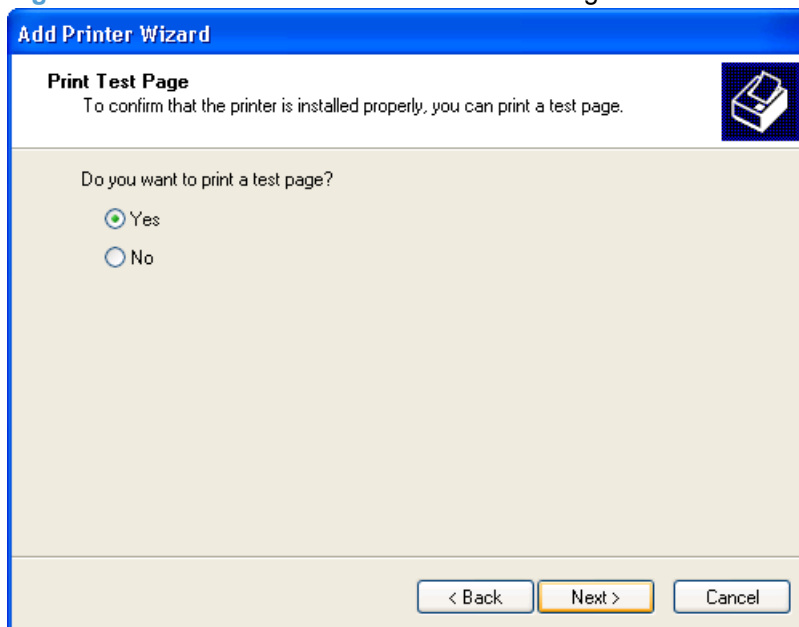 Add Printer Wizard
Print Test Page
To confirm that the printer is installed properly, you can print a test page.
Do you want to print a test page?
Yes
No
< Back
Next >
Cancel